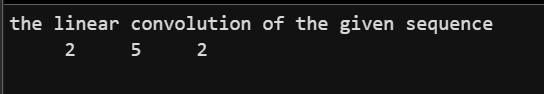 the linear convolution of the given sequence
2 5 2